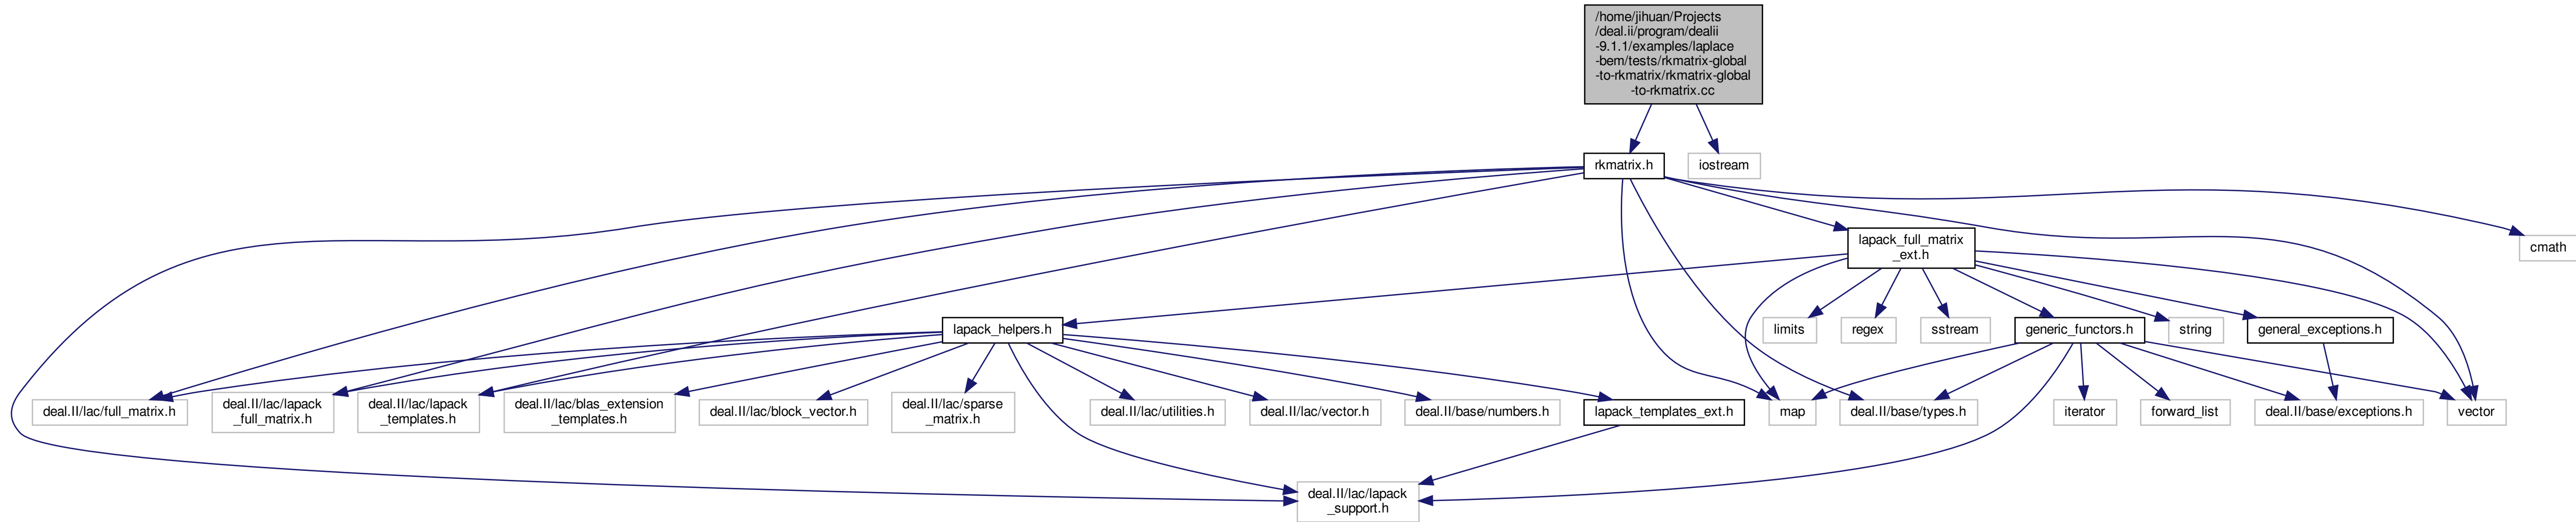 /home/jihuan/Projects
/deal.ii/program/dealii
-9.1.1/examples/laplace
-bem/tests/rkmatrix-global
-to-rkmatrix/rkmatrix-global
-to-rkmatrix.cc
rkmatrix.h
iostream
lapack_full_matrix
_ext.h
cmath
lapack_helpers.h
limits
regex
sstream
generic_functors.h
string
general_exceptions.h
deal.II/lac/full_matrix.h
deal.II/lac/lapack
_full_matrix.h
deal.II/lac/lapack
_templates.h
deal.II/lac/blas_extension
_templates.h
deal.II/lac/block_vector.h
deal.II/lac/sparse
_matrix.h
deal.II/lac/utilities.h
deal.II/lac/vector.h
deal.II/base/numbers.h
lapack_templates_ext.h
map
deal.II/base/types.h
iterator
forward_list
deal.II/base/exceptions.h
vector
deal.II/lac/lapack
_support.h